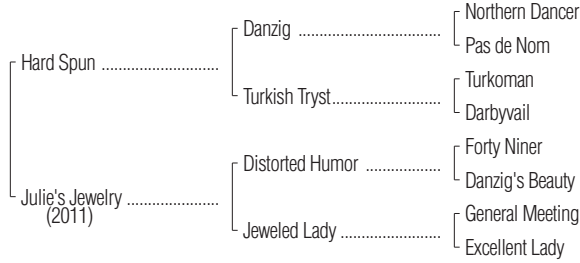 Northern Dancer
Danzig ..............................
Pas de Nom
Hard Spun .........................
Turkoman
Turkish Tryst.......................
Darbyvail
Forty Niner
Distorted Humor ................
Danzig's Beauty
Julie's Jewelry ....................
(2011)
General Meeting
Jeweled Lady .....................
Excellent Lady